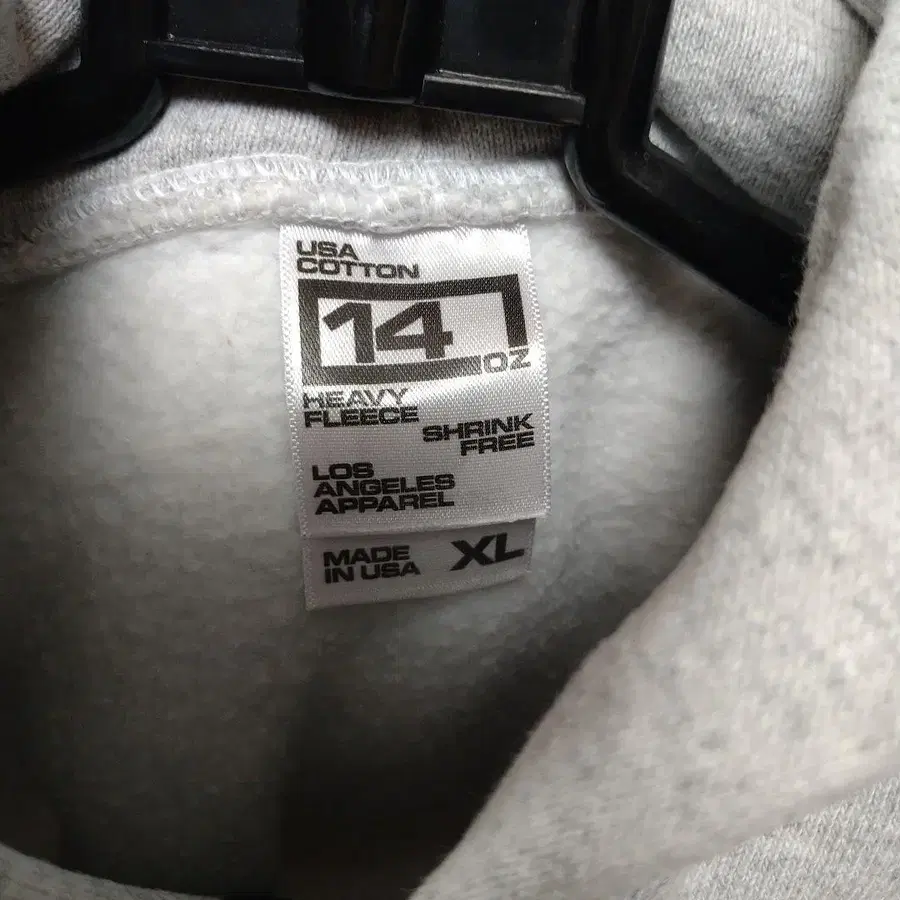 USA
COTTON
14
OZ
HEAVY
FLEECE
SHRINK
FREE
LOS
ANGELES
APPAREL
MADE
IN USA
XL